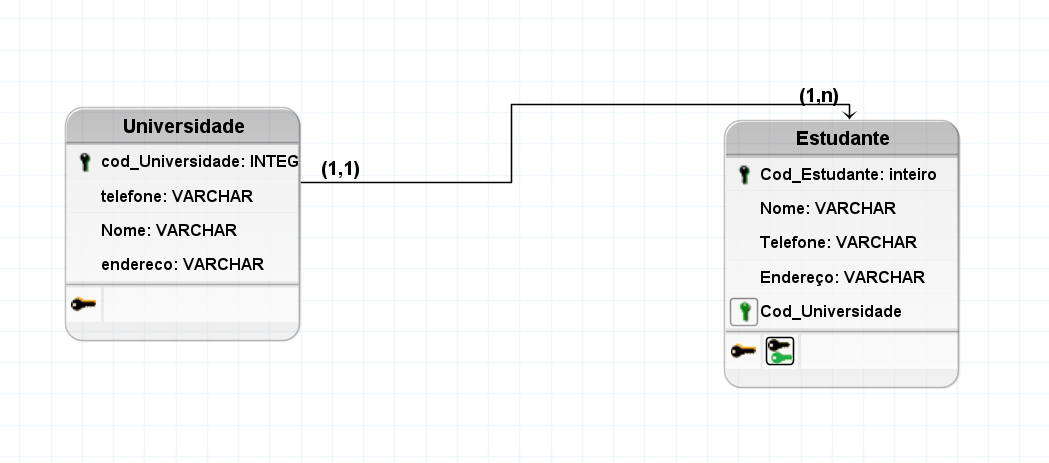 Universidade
cod_Universidade: INTEG
telefone: VARCHAR
Nome: VARCHAR
endereco: VARCHAR
(1,1)
(1,n)
Estudante
Cod_Estudante: inteiro
Nome: VARCHAR
Telefone: VARCHAR
Endereço: VARCHAR
Cod_Universidade